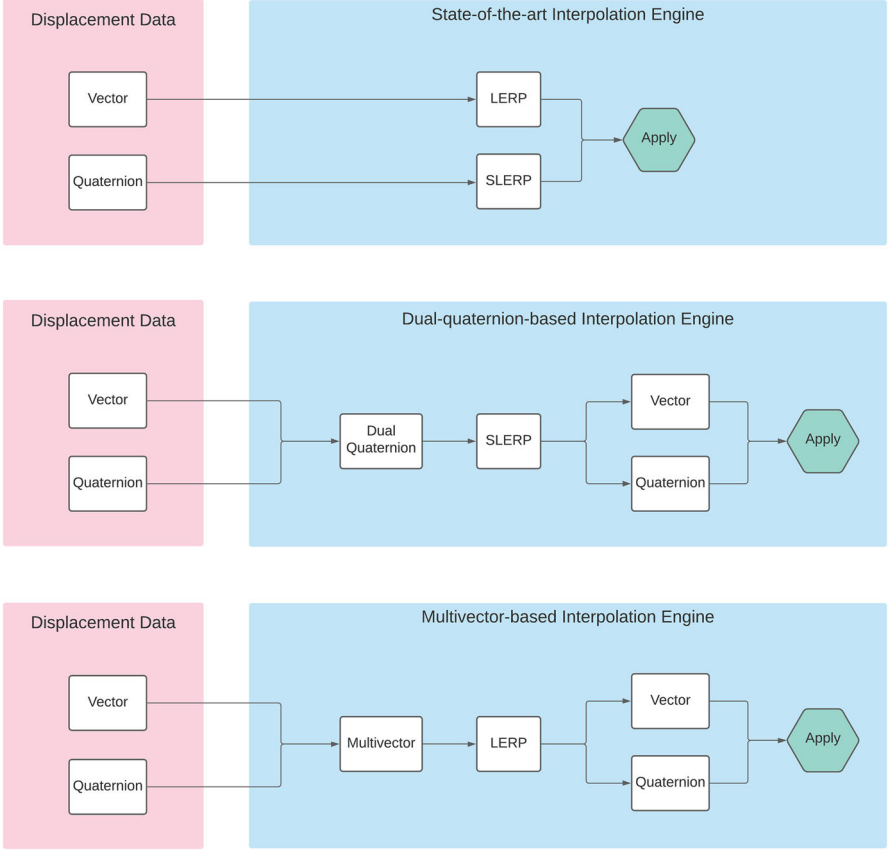 Displacement Data
State-of-the-art Interpolation Engine
Vector
LERP
Apply
Quaternion
SLERP
Displacement Data
Dual-quaternion-based Interpolation Engine
Vector
Quaternion
Dual
Quaternion
SLERP
Vector
Quaternion
Apply
Displacement Data
Multivector-based Interpolation Engine
Vector
Quaternion
Multivector
LERP
Vector
Quaternion
Apply